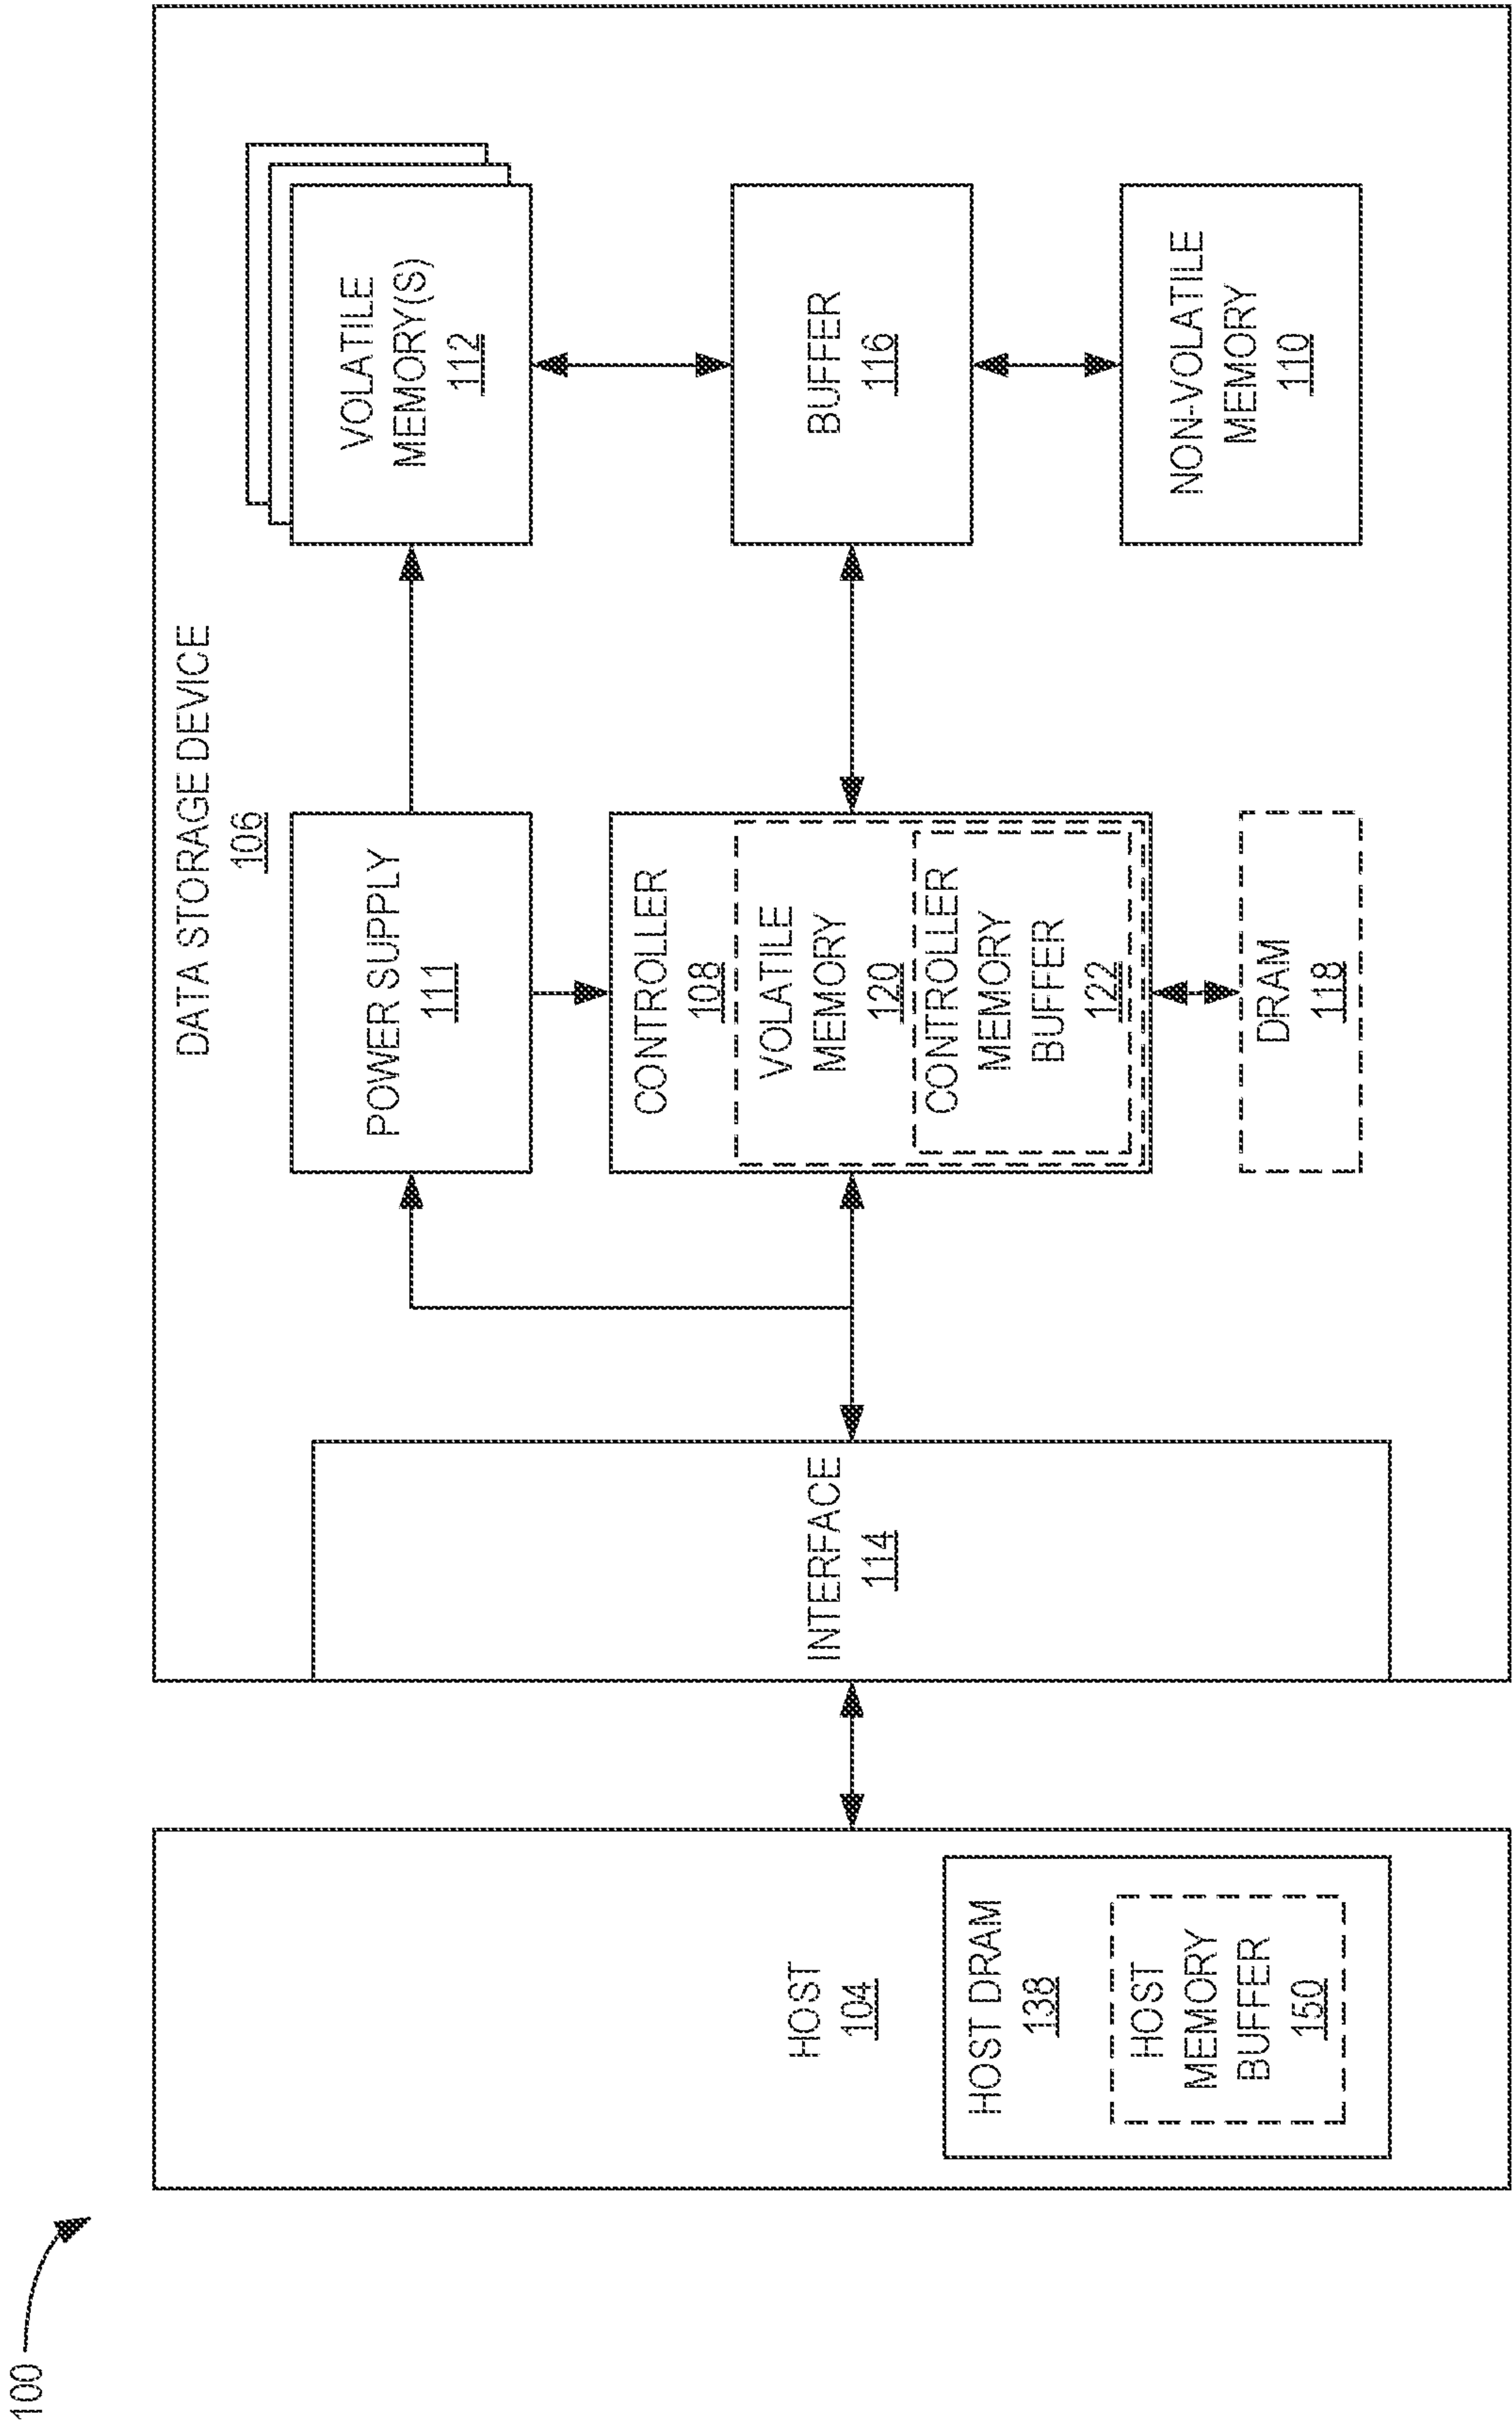 100
HOST
104
HOST DRAM
138
HOST
MEMORY
BUFFER
150
DATA STORAGE DEVICE
106
INTERFACE
114
POWER SUPPLY
111
CONTROLLER
108
VOLATILE
MEMORY
120
CONTROLLER
MEMORY
BUFFER
122
DRAM
118
VOLATILE
MEMORY(S)
112
BUFFER
116
NON-VOLATILE
MEMORY
110